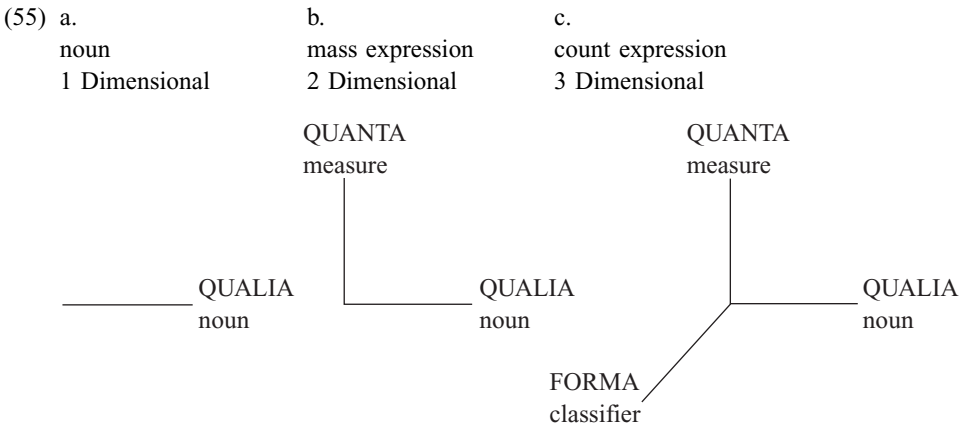 (55) a. b. c.
noun mass expression count expression
1 Dimensional 2 Dimensional 3 Dimensional
QUANTA QUANTA
measure measure
QUALIA QUALIA QUALIA
noun noun noun
FORMA
classifier